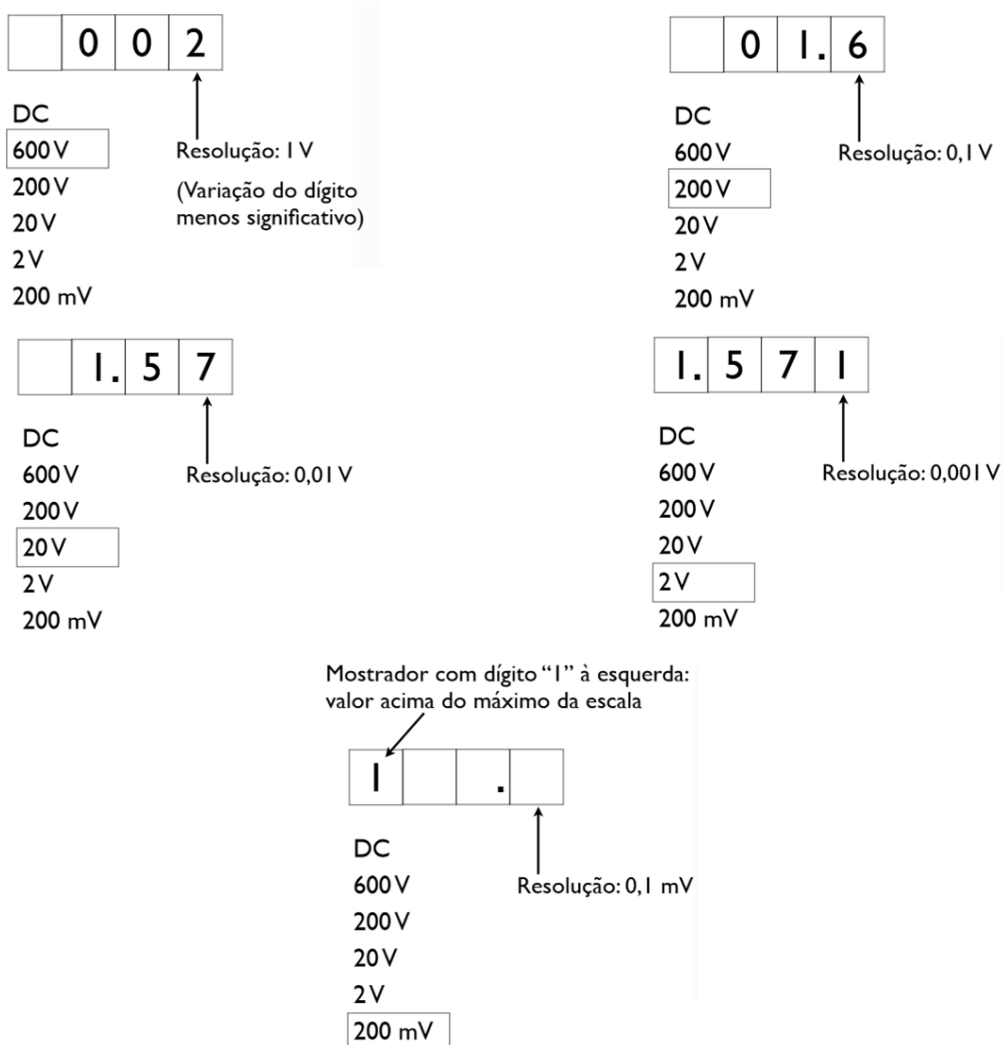 0 0 2
DC
600 V
200 V
20 V
2 V
200 mV
Resolução: 1 V
(Variação do dígito
menos significativo)
0 1. 6
DC
600 V
200 V
20 V
2 V
200 mV
Resolução: 0,1 V
1. 5 7
DC
600 V
200 V
20 V
2 V
200 mV
Resolução: 0,01 V
1. 5 7 1
DC
600 V
200 V
20 V
2 V
200 mV
Resolução: 0,001 V
Mostrador com dígito “1” à esquerda:
valor acima do máximo da escala
1 .
DC
600 V
200 V
20 V
2 V
200 mV
Resolução: 0,1 mV